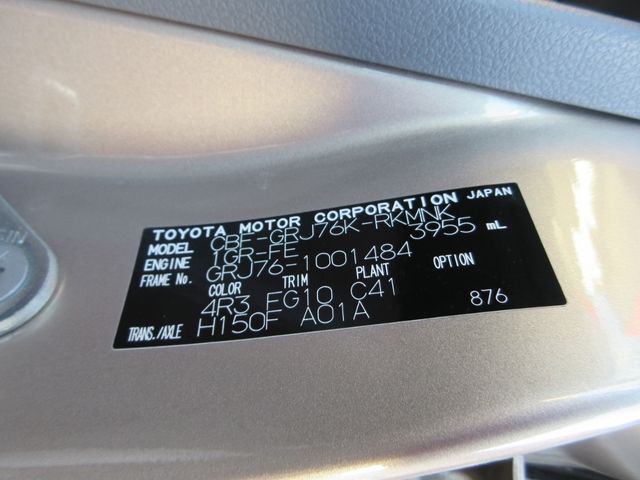 TOYOTA MOTOR CORPORATION JAPAN
MODEL CBF-GRJ76K-RKMNK
ENGINE 1GR-FE 3955 mL
FRAME No. GRJ76-1001484
COLOR TRIM PLANT OPTION
4R3 FG10 C41
TRANS./AXLE H150F A01A 876